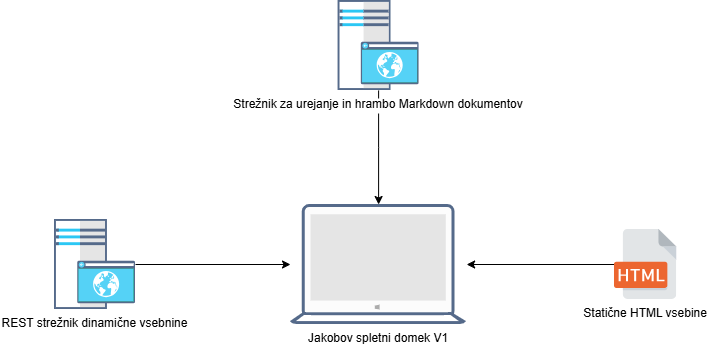 Strežnik za urejanje in hrambo Markdown dokumentov
HTML
REST strežnik dinamične vsebnine
Statične HTML vsebine
Jakobov spletni domek V1